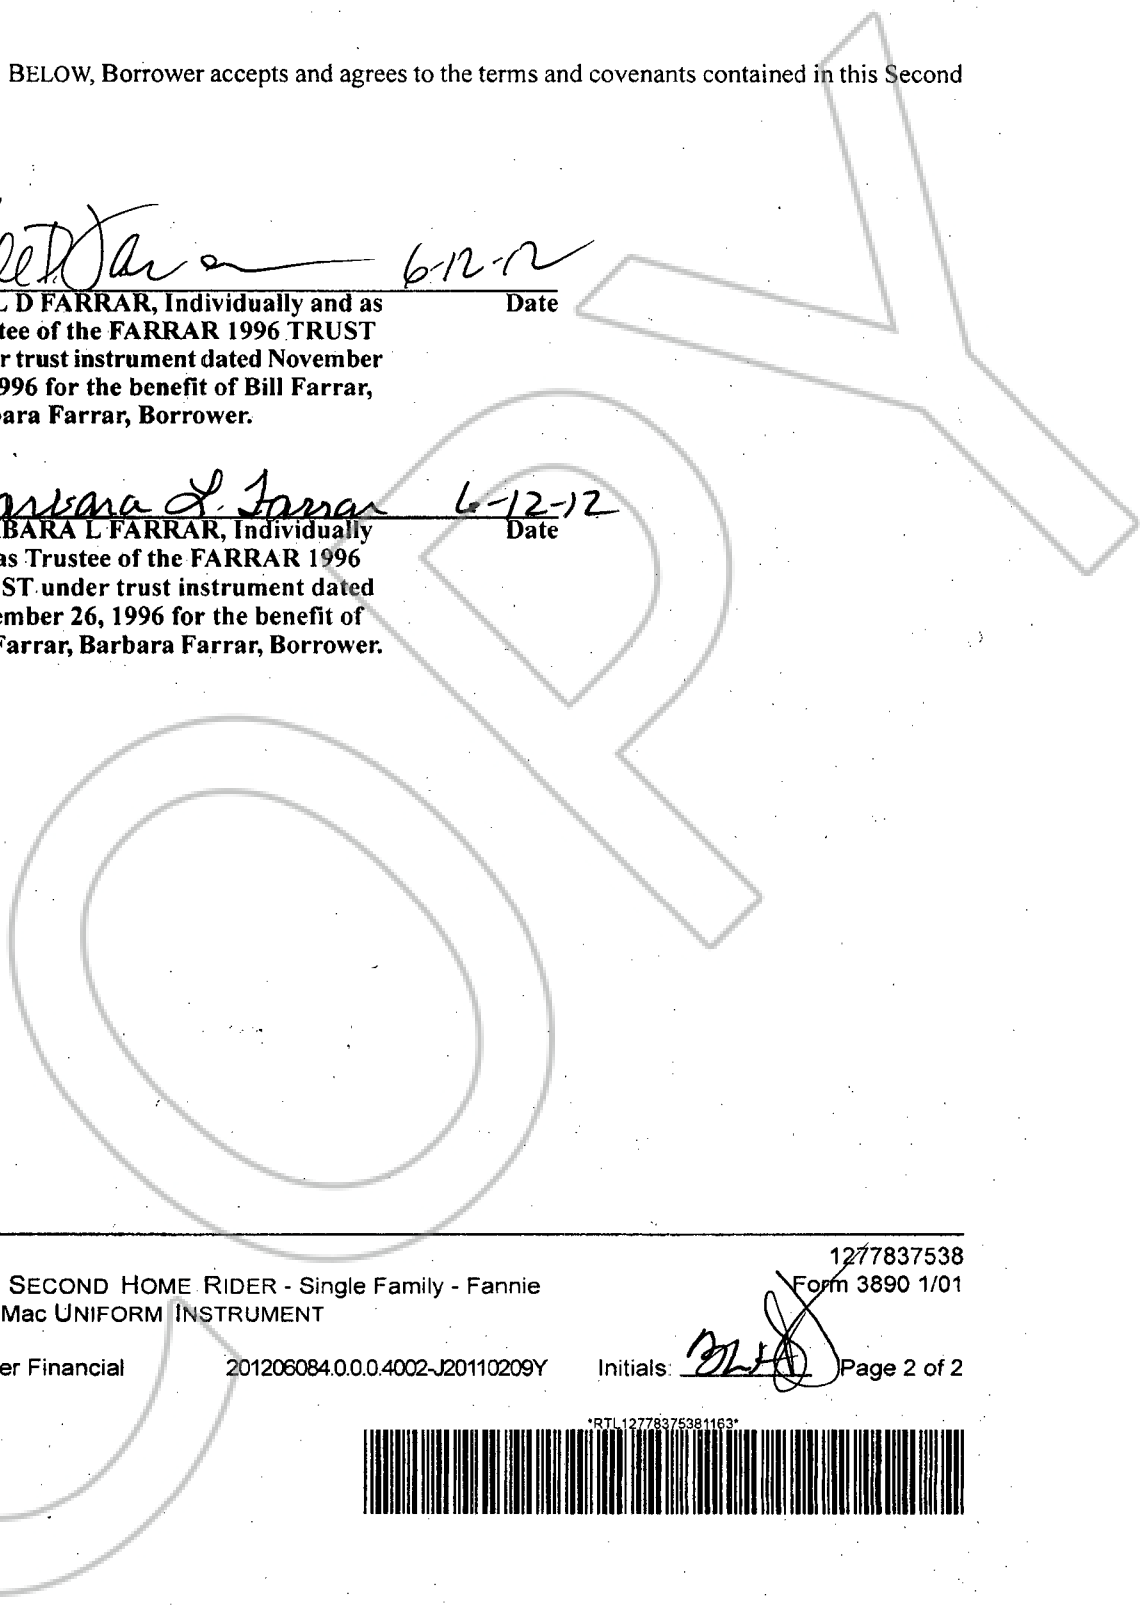 BELOW, Borrower accepts and agrees to the terms and covenants contained in this Second
6-12-12
L D FARRAR, Individually and as Date
tee of the FARRAR 1996 TRUST
r trust instrument dated November
996 for the benefit of Bill Farrar,
bara Farrar, Borrower.
arbara L. Farrar 6-12-12
BARA L FARRAR, Individually Date
as Trustee of the FARRAR 1996
ST under trust instrument dated
ember 26, 1996 for the benefit of
Farrar, Barbara Farrar, Borrower.
1277837538
SECOND HOME RIDER - Single Family - Fannie Form 3890 1/01
Mac UNIFORM INSTRUMENT
er Financial 201206084.0.0.0.4002-J20110209Y Initials: BLF Page 2 of 2
*RTL12778375381163*
COPY